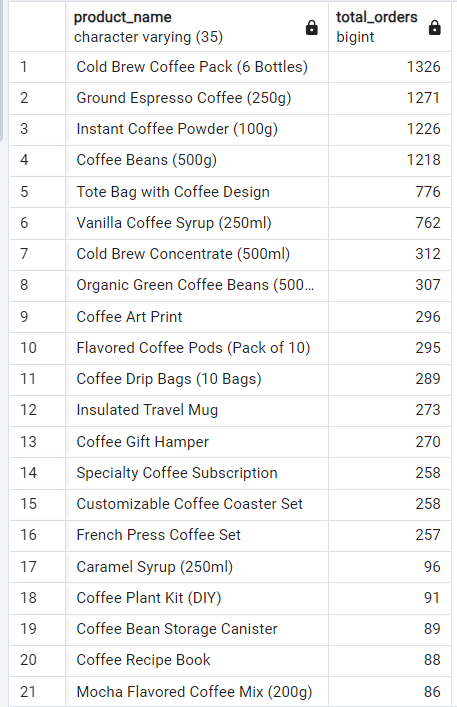 product_name total_orders
character varying (35) bigint
1 Cold Brew Coffee Pack (6 Bottles) 1326
2 Ground Espresso Coffee (250g) 1271
3 Instant Coffee Powder (100g) 1226
4 Coffee Beans (500g) 1218
5 Tote Bag with Coffee Design 776
6 Vanilla Coffee Syrup (250ml) 762
7 Cold Brew Concentrate (500ml) 312
8 Organic Green Coffee Beans (500... 307
9 Coffee Art Print 296
10 Flavored Coffee Pods (Pack of 10) 295
11 Coffee Drip Bags (10 Bags) 289
12 Insulated Travel Mug 273
13 Coffee Gift Hamper 270
14 Specialty Coffee Subscription 258
15 Customizable Coffee Coaster Set 258
16 French Press Coffee Set 257
17 Caramel Syrup (250ml) 96
18 Coffee Plant Kit (DIY) 91
19 Coffee Bean Storage Canister 89
20 Coffee Recipe Book 88
21 Mocha Flavored Coffee Mix (200g) 86